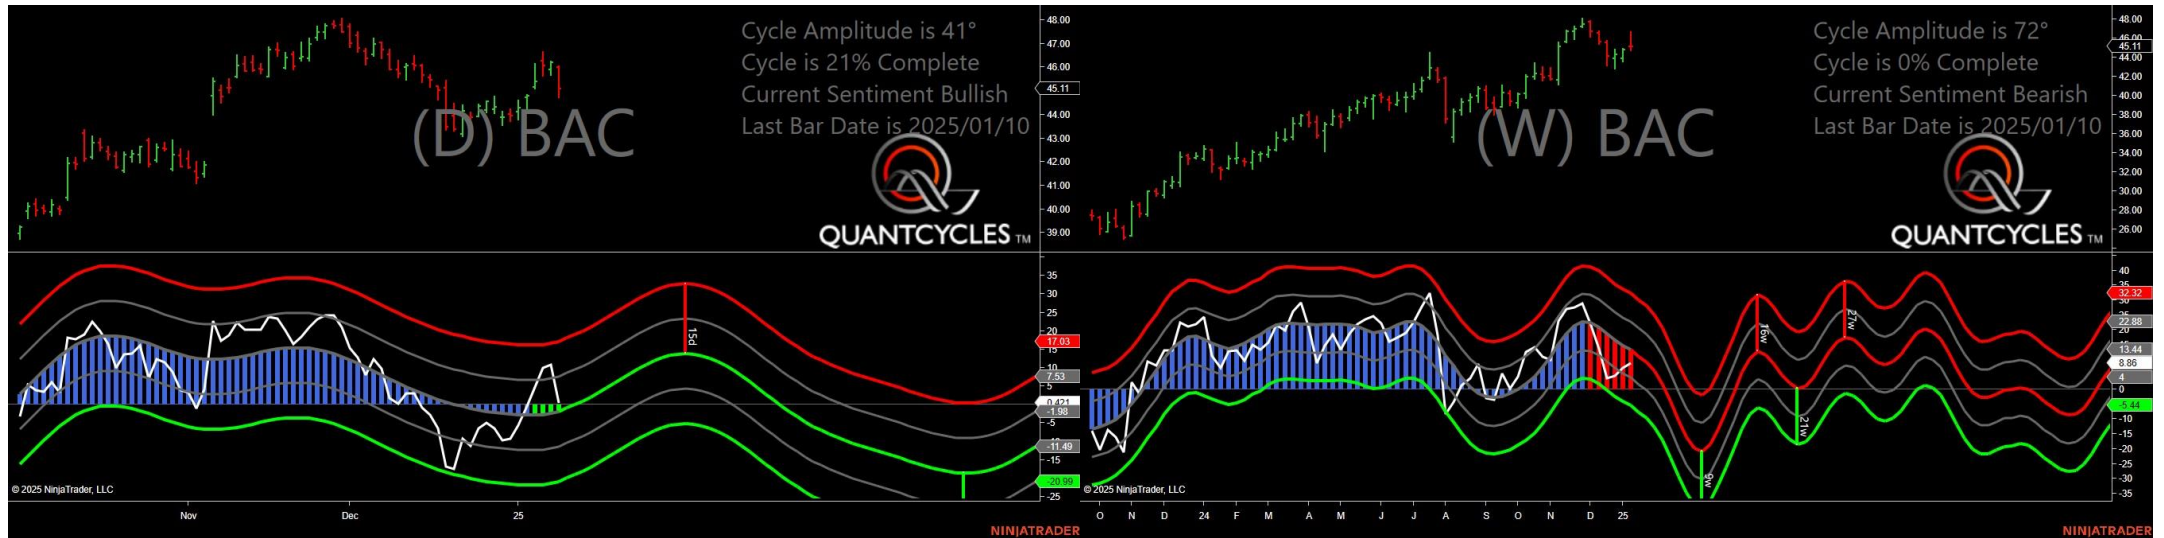 Cycle Amplitude is 41°
Cycle is 21% Complete
Current Sentiment Bullish
Last Bar Date is 2025/01/10
(D) BAC
QUANTCYCLES TM
48.00
47.00
46.00
45.11
44.00
43.00
42.00
41.00
40.00
39.00
35
30
25
20
17.03
15
10
7.53
5
0.421
-1.98
-5
-11.49
-15
-20.99
-25
15d
© 2025 NinjaTrader, LLC
Nov
Dec
25
NINJATRADER
Cycle Amplitude is 72°
Cycle is 0% Complete
Current Sentiment Bearish
Last Bar Date is 2025/01/10
(W) BAC
QUANTCYCLES TM
48.00
46.00
45.11
44.00
42.00
40.00
38.00
36.00
34.00
32.00
30.00
28.00
26.00
40
32.32
22.88
13.44
8.86
4
0
-5.44
-10
-15
-20
-25
-30
-35
9w
16w
21w
27w
© 2025 NinjaTrader, LLC
O
N
D
24
F
M
A
M
J
J
A
S
O
N
D
25
NINJATRADER